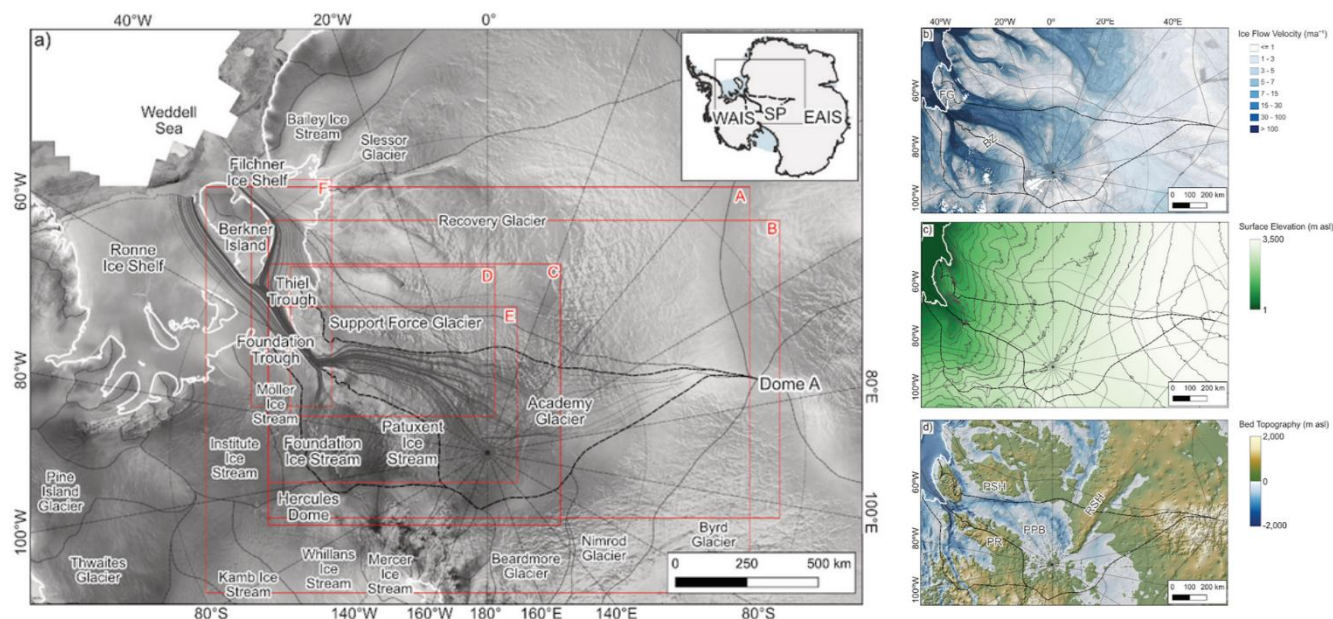 40°W
20°W
0°
a)
Weddell
Sea
Bailey Ice
Stream
Slessor
Glacier
WAIS
SP
EAIS
Filchner
Ice Shelf
F
A
60°W
Berkner
Island
Recovery Glacier
B
Ronne
Ice Shelf
Thiel
Trough
D
C
Support Force Glacier
E
Foundation
Trough
80°W
Möller
Ice
Stream
Dome A
80°E
Academy
Glacier
Patuxent
Ice
Stream
Institute
Ice
Stream
Foundation
Ice Stream
Pine
Island
Glacier
Hercules
Dome
100°W
100°E
Byrd
Glacier
Nimrod
Glacier
Thwaites
Glacier
Whillans
Ice
Stream
Mercer
Ice
Stream
Beardmore
Glacier
Kamb Ice
Stream
0 250 500 km
80°S
140°W
160°W
180°
160°E
140°E
80°S
40°W
20°W
0°
20°E
40°E
b)
60°W
FG
BZ
80°W
100°W
0 100 200 km
Ice Flow Velocity (ma⁻¹)
<= 1
1 - 3
3 - 5
5 - 7
7 - 15
15 - 30
30 - 100
> 100
c)
60°W
80°W
100°W
0 100 200 km
Surface Elevation (m asl)
3,500
1
d)
60°W
RSH
PPB
PR
80°W
100°W
0 100 200 km
Bed Topography (m asl)
2,000
0
-2,000